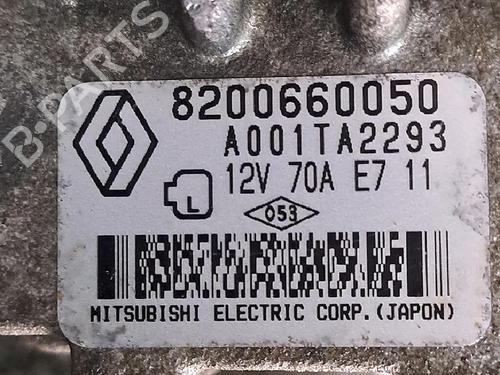 B-PARTS
8200660050
A001TA2293
12V 70A E7 11
L
053
MITSUBISHI ELECTRIC CORP.(JAPON)